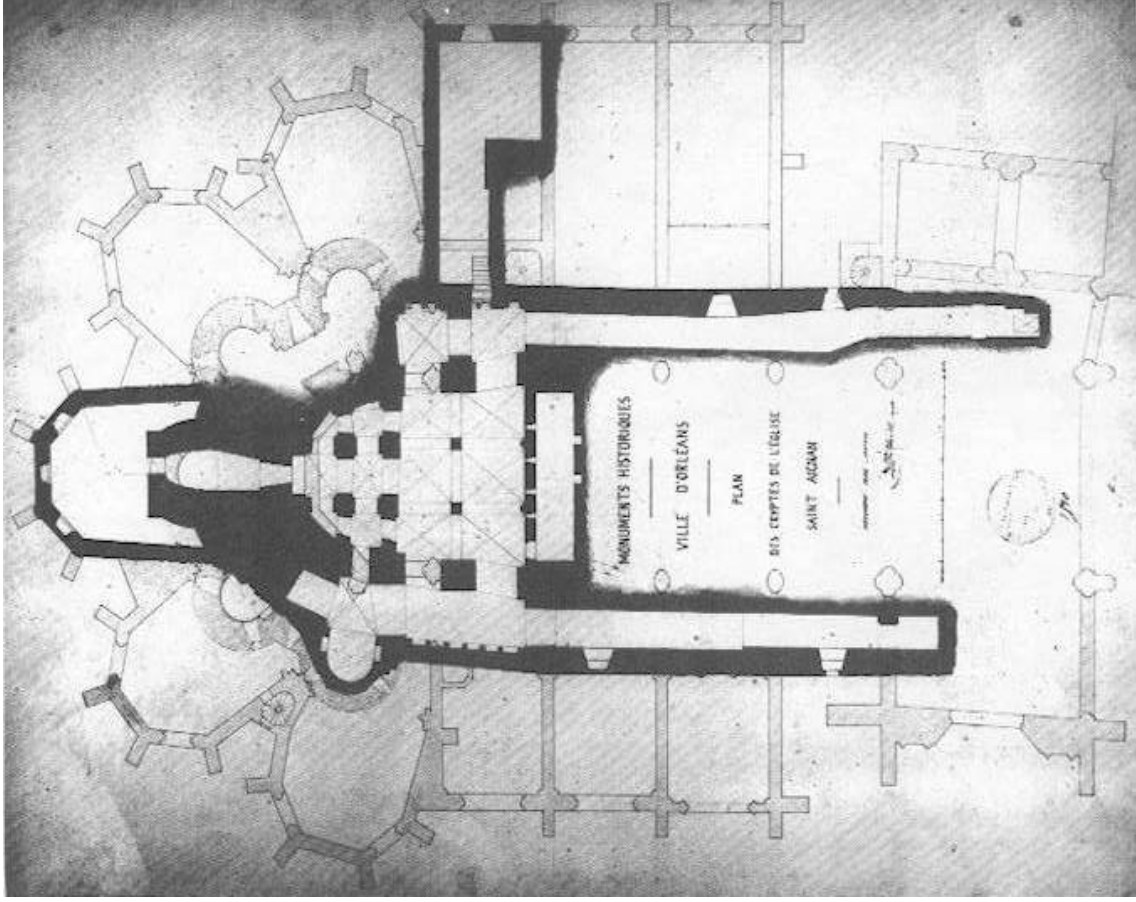 MONUMENTS HISTORIQUES
VILLE D'ORLÉANS
PLAN
DES CRYPTES DE L'ÉGLISE
SAINT AIGNAN